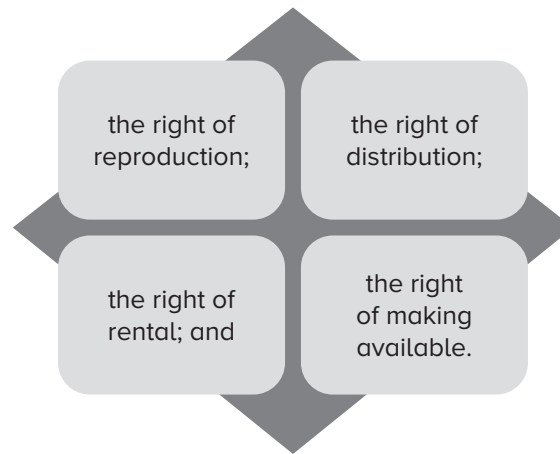 the right of
reproduction;
the right of
distribution;
the right of
rental; and
the right
of making
available.